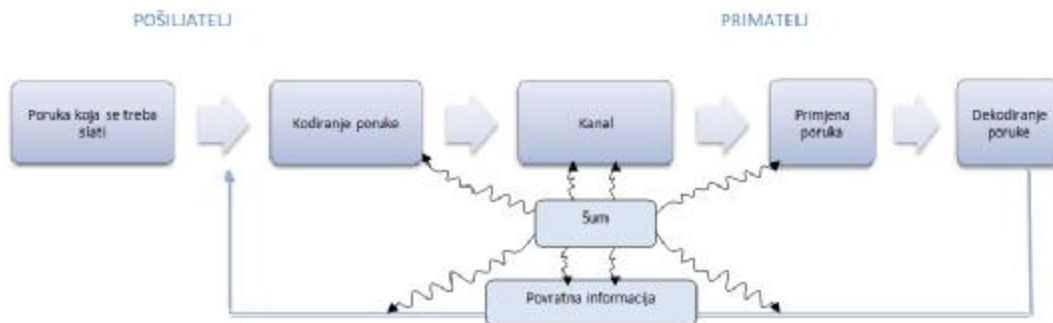 POŠILJATELJ
PRIMATELJ
Poruka koja se treba
slati
Kodiranje poruke
Kanal
Primjena
poruka
Dekodiranje
poruke
Šum
Povratna informacija